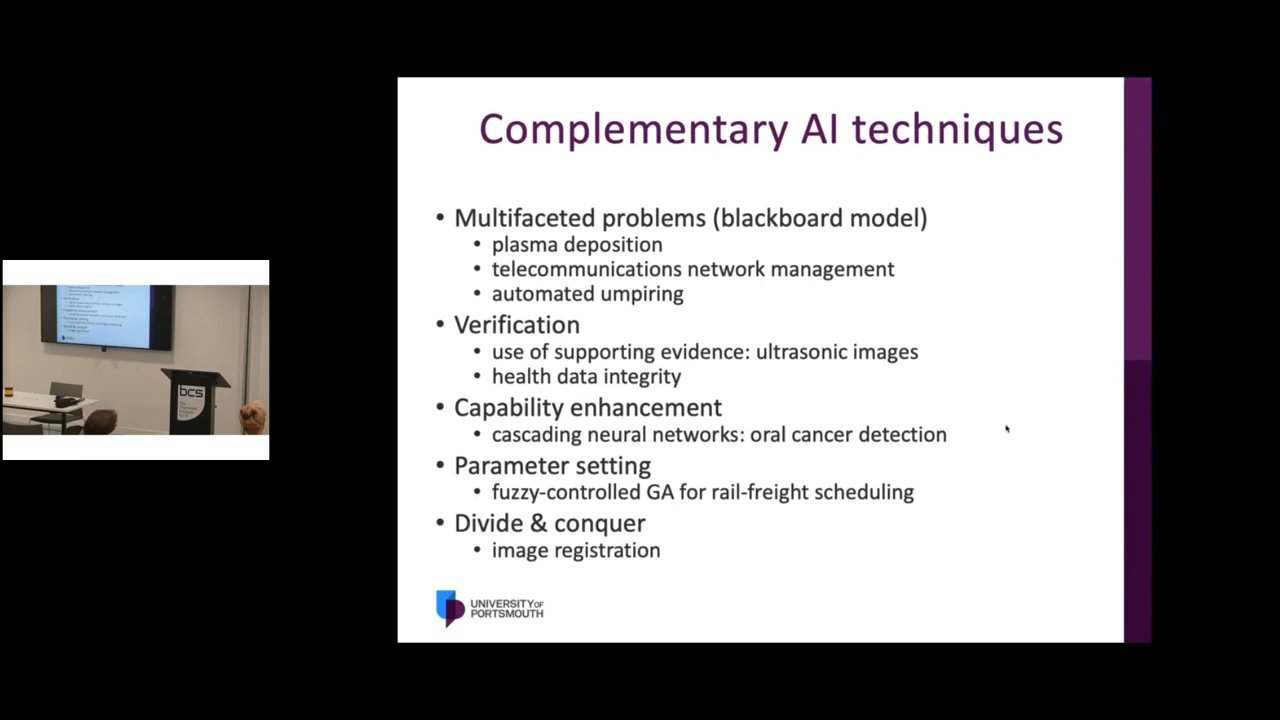 Complementary AI techniques
• Multifaceted problems (blackboard model)
• plasma deposition
• telecommunications network management
• automated umpiring
• Verification
• use of supporting evidence: ultrasonic images
• health data integrity
• Capability enhancement
• cascading neural networks: oral cancer detection
• Parameter setting
• fuzzy-controlled GA for rail-freight scheduling
• Divide & conquer
• image registration
UNIVERSITY OF
PORTSMOUTH
bcs